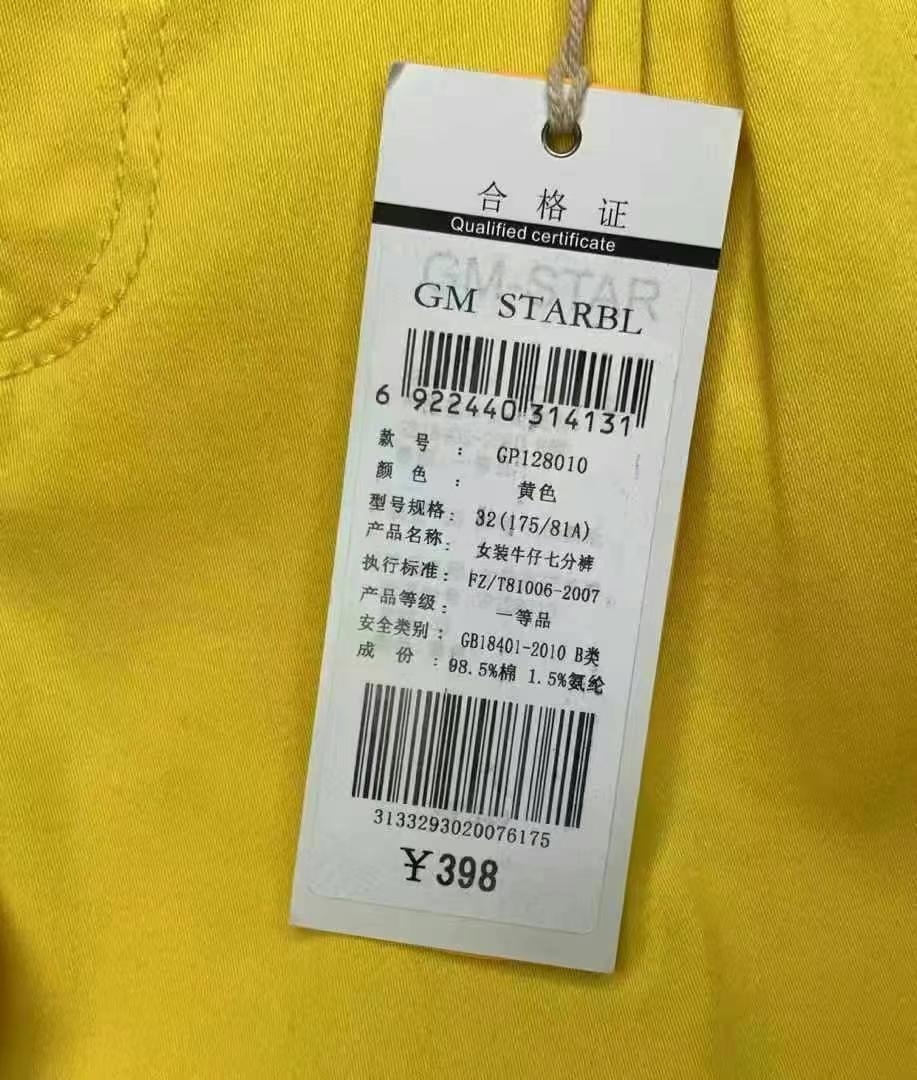 合格证
Qualified certificate
GM-STAR
GM STARBL
6 922440 314131
款号：GP128010
颜色：黄色
型号规格：32(175/81A)
产品名称：女装牛仔七分裤
执行标准：FZ/T81006-2007
产品等级：一等品
安全类别：GB18401-2010 B类
成份：98.5%棉 1.5%氨纶
3133293020076175
￥398